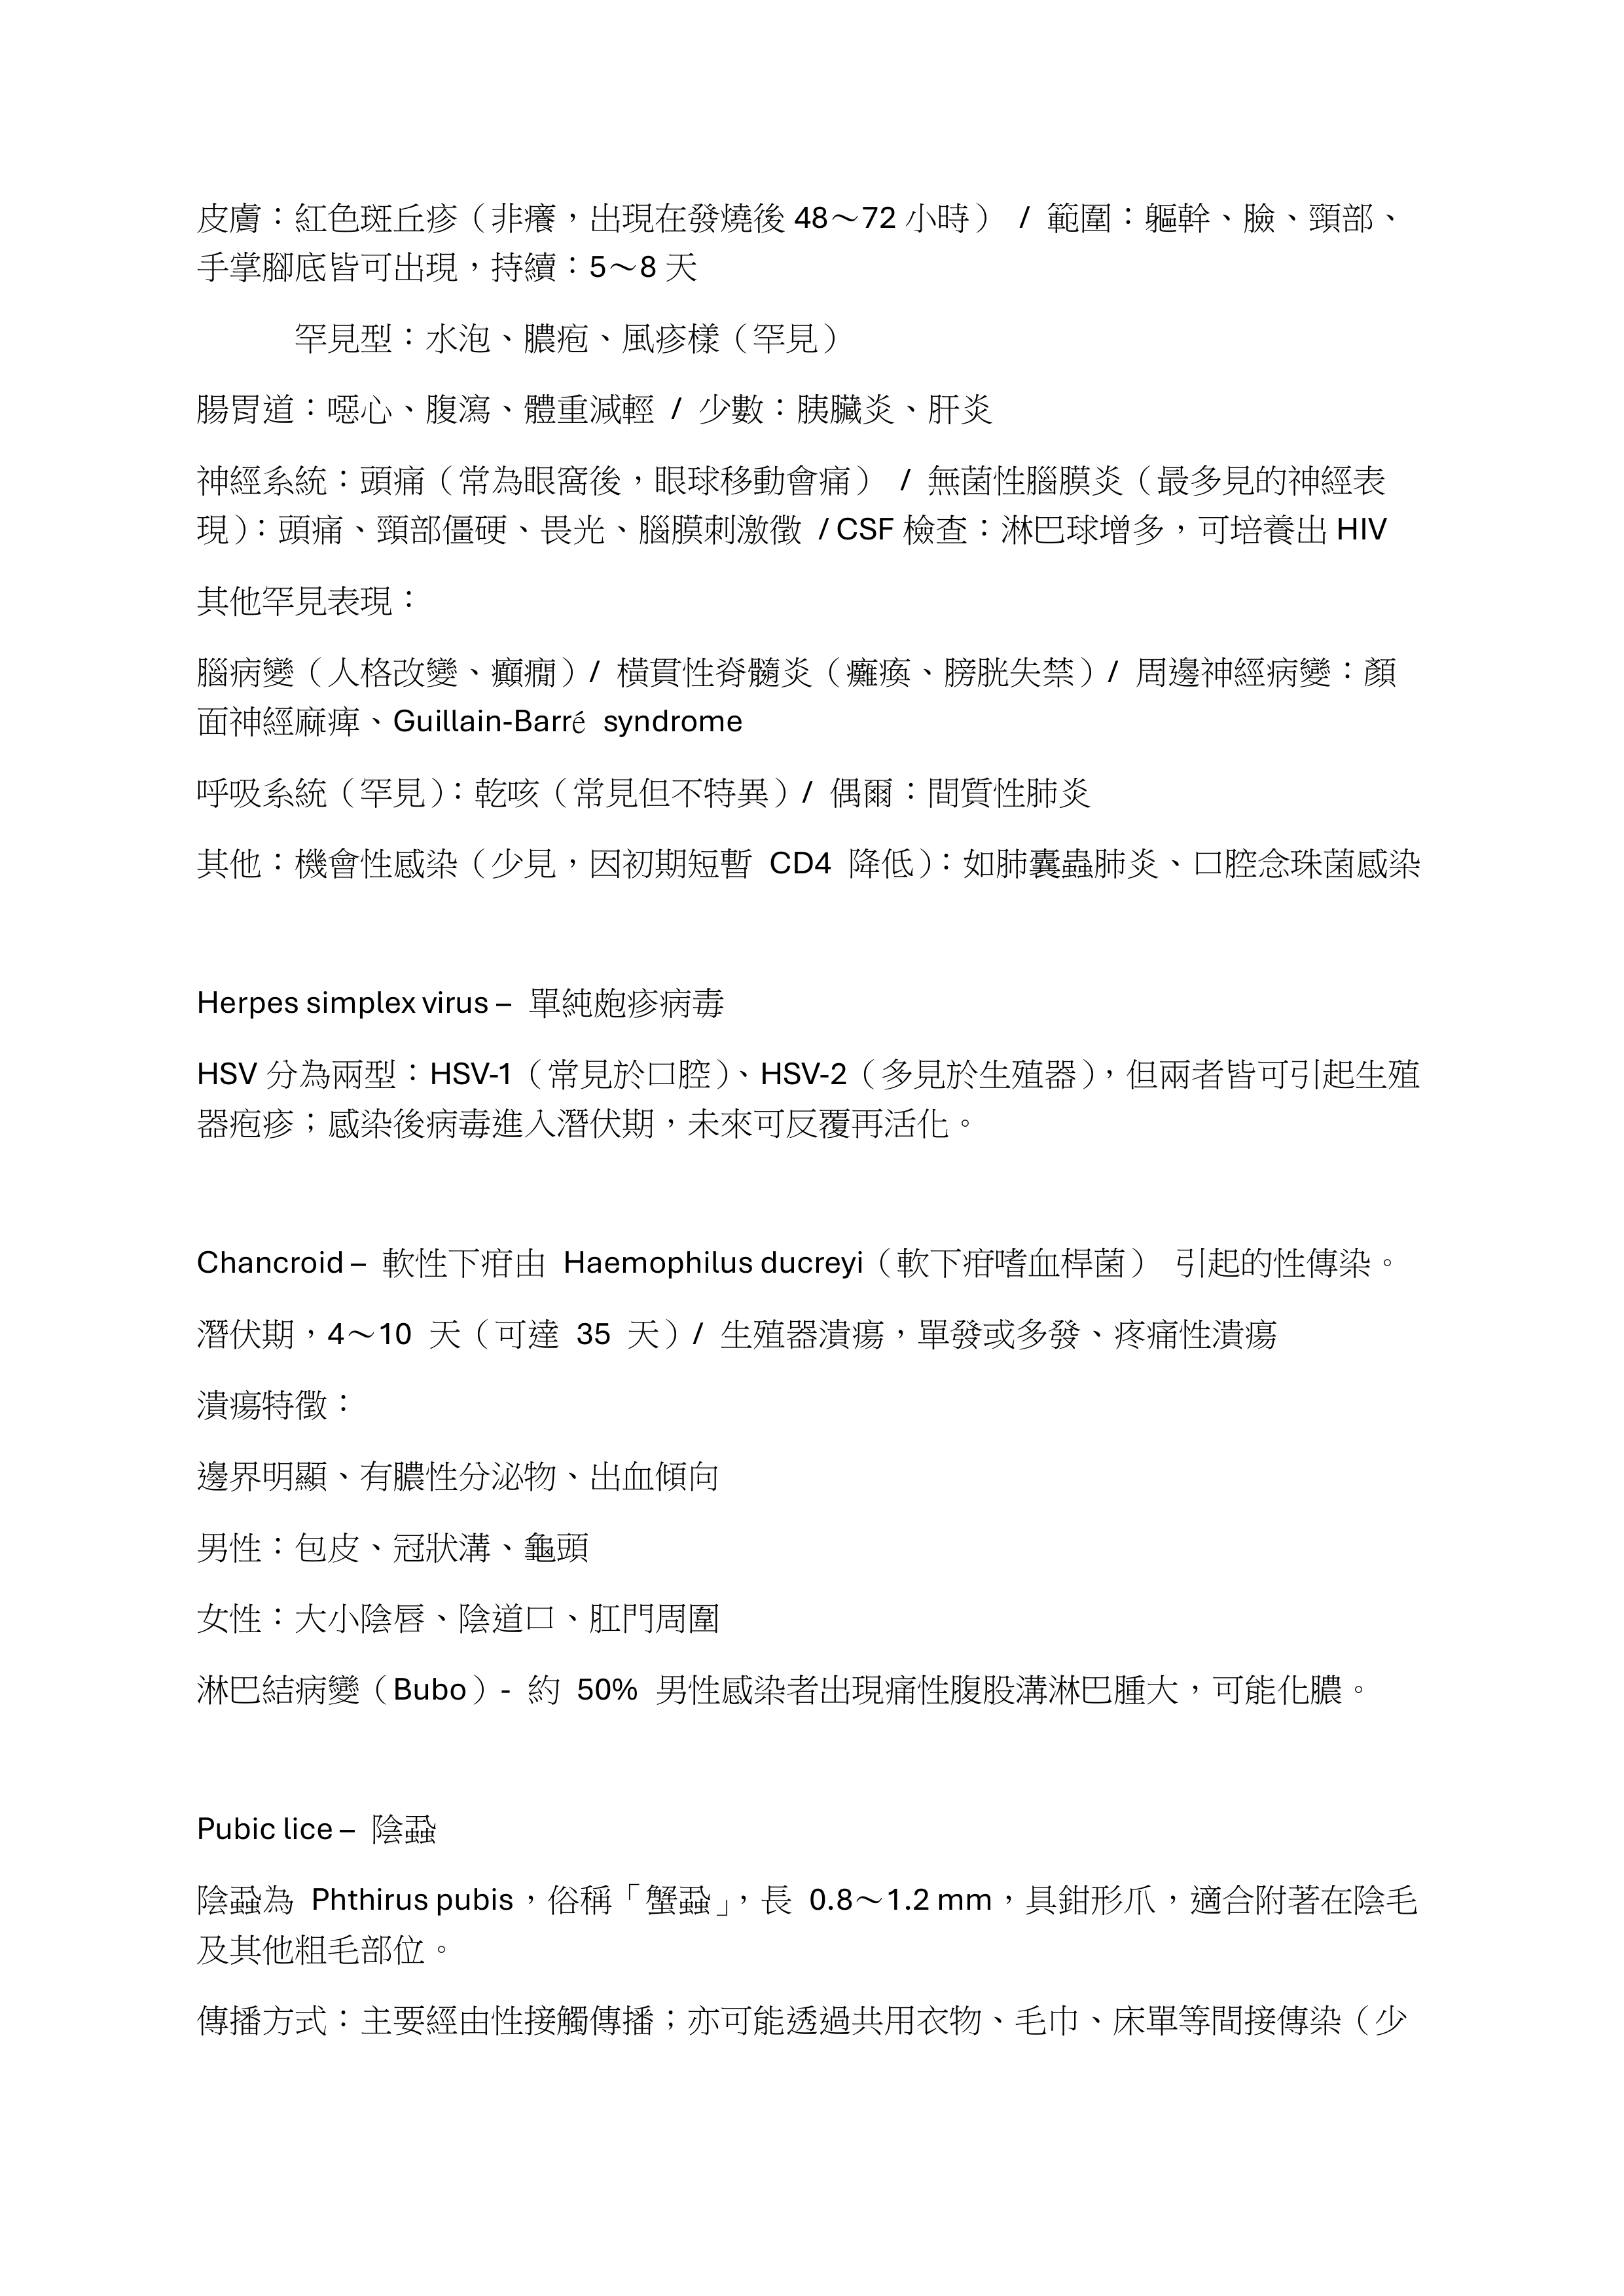 皮膚：紅色斑丘疹（非癢，出現在發燒後 48～72 小時） / 範圍：軀幹、臉、頸部、
手掌腳底皆可出現，持續：5～8 天
罕見型：水泡、膿疱、風疹樣（罕見）
腸胃道：噁心、腹瀉、體重減輕 / 少數：胰臟炎、肝炎
神經系統：頭痛（常為眼窩後，眼球移動會痛） / 無菌性腦膜炎（最多見的神經表
現）：頭痛、頸部僵硬、畏光、腦膜刺激徵 / CSF 檢查：淋巴球增多，可培養出 HIV
其他罕見表現：
腦病變（人格改變、癲癇）/ 橫貫性脊髓炎（癱瘓、膀胱失禁）/ 周邊神經病變：顏
面神經麻痺、Guillain-Barré syndrome
呼吸系統（罕見）：乾咳（常見但不特異）/ 偶爾：間質性肺炎
其他：機會性感染（少見，因初期短暫 CD4 降低）：如肺囊蟲肺炎、口腔念珠菌感染
Herpes simplex virus – 單純皰疹病毒
HSV 分為兩型：HSV-1（常見於口腔）、HSV-2（多見於生殖器），但兩者皆可引起生殖
器疱疹；感染後病毒進入潛伏期，未來可反覆再活化。
Chancroid – 軟性下疳由 Haemophilus ducreyi（軟下疳嗜血桿菌） 引起的性傳染。
潛伏期，4～10 天（可達 35 天）/ 生殖器潰瘍，單發或多發、疼痛性潰瘍
潰瘍特徵：
邊界明顯、有膿性分泌物、出血傾向
男性：包皮、冠狀溝、龜頭
女性：大小陰唇、陰道口、肛門周圍
淋巴結病變（Bubo）- 約 50% 男性感染者出現痛性腹股溝淋巴腫大，可能化膿。
Pubic lice – 陰蝨
陰蝨為 Phthirus pubis，俗稱「蟹蝨」，長 0.8～1.2 mm，具鉗形爪，適合附著在陰毛
及其他粗毛部位。
傳播方式：主要經由性接觸傳播；亦可能透過共用衣物、毛巾、床單等間接傳染（少